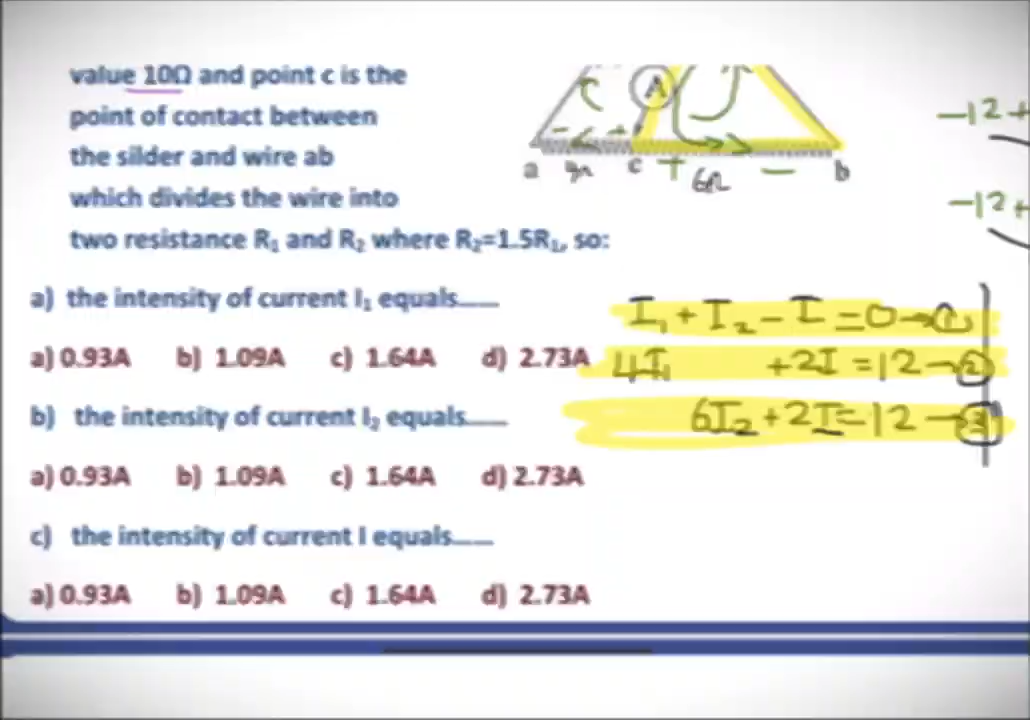 value 10Ω and point c is the
point of contact between
the silder and wire ab
which divides the wire into
two resistance R₁ and R₂ where R₂=1.5R₁, so:
A
- + + -
a c 6Ω b
-12+
-12+
a) the intensity of current I₁ equals......
a) 0.93A b) 1.09A c) 1.64A d) 2.73A
b) the intensity of current I₂ equals......
a) 0.93A b) 1.09A c) 1.64A d) 2.73A
c) the intensity of current I equals......
a) 0.93A b) 1.09A c) 1.64A d) 2.73A
I₁ + I₂ - I = 0 → 1
4I₁ + 2I = 12 → 2
6I₂ + 2I = 12 → 3